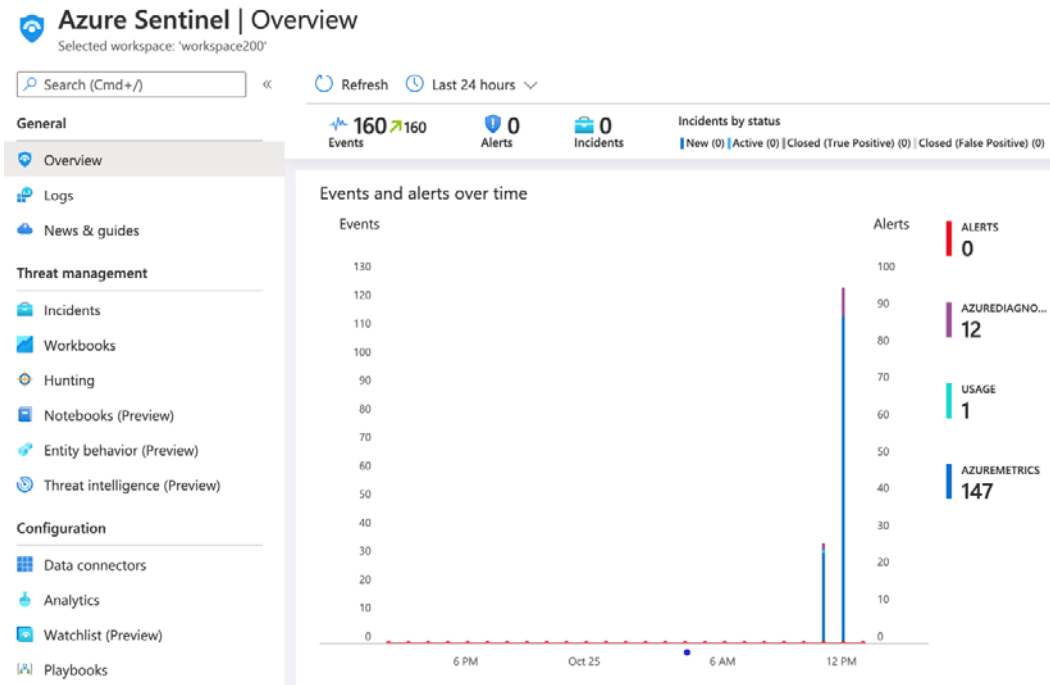 Azure Sentinel | Overview
Selected workspace: 'workspace200'
Search (Cmd+/)
«
Refresh
Last 24 hours
General
Overview
Logs
News & guides
Threat management
Incidents
Workbooks
Hunting
Notebooks (Preview)
Entity behavior (Preview)
Threat intelligence (Preview)
Configuration
Data connectors
Analytics
Watchlist (Preview)
Playbooks
160 160
Events
0
Alerts
0
Incidents
Incidents by status
New (0) Active (0) Closed (True Positive) (0) Closed (False Positive) (0)
Events and alerts over time
Events
130
120
110
100
90
80
70
60
50
40
30
20
10
0
6 PM Oct 25 6 AM 12 PM
Alerts
100
90
80
70
60
50
40
30
20
10
0
ALERTS
0
AZUREDIAGNO...
12
USAGE
1
AZUREMETRICS
147